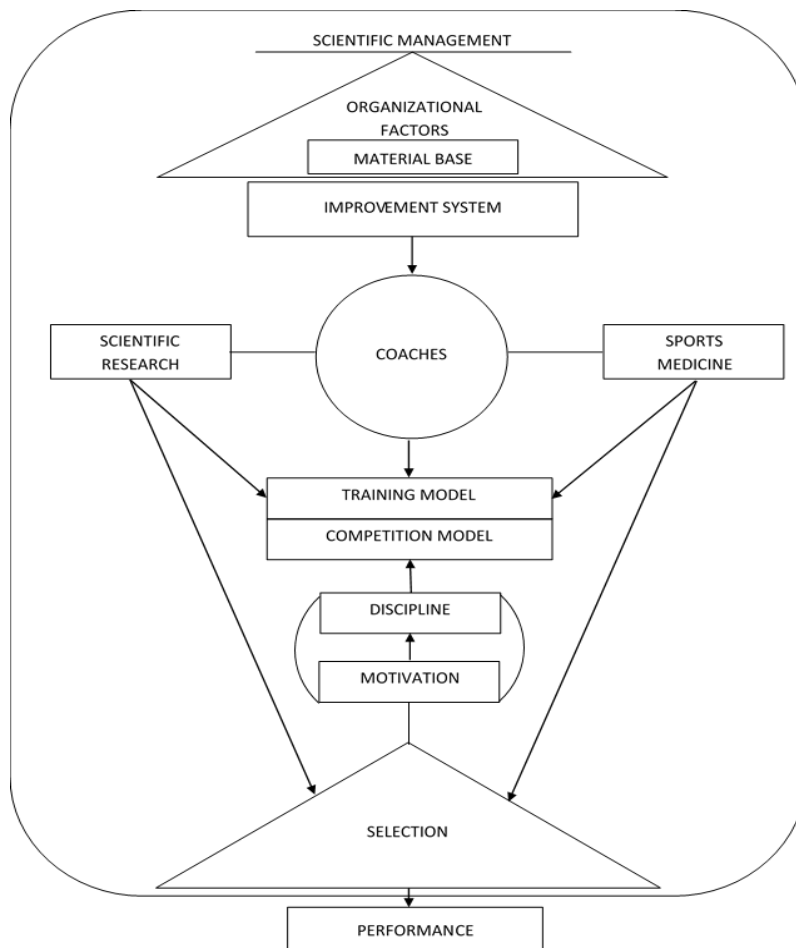 SCIENTIFIC MANAGEMENT
ORGANIZATIONAL
FACTORS
MATERIAL BASE
IMPROVEMENT SYSTEM
SCIENTIFIC
RESEARCH
COACHES
SPORTS
MEDICINE
TRAINING MODEL
COMPETITION MODEL
DISCIPLINE
MOTIVATION
SELECTION
PERFORMANCE